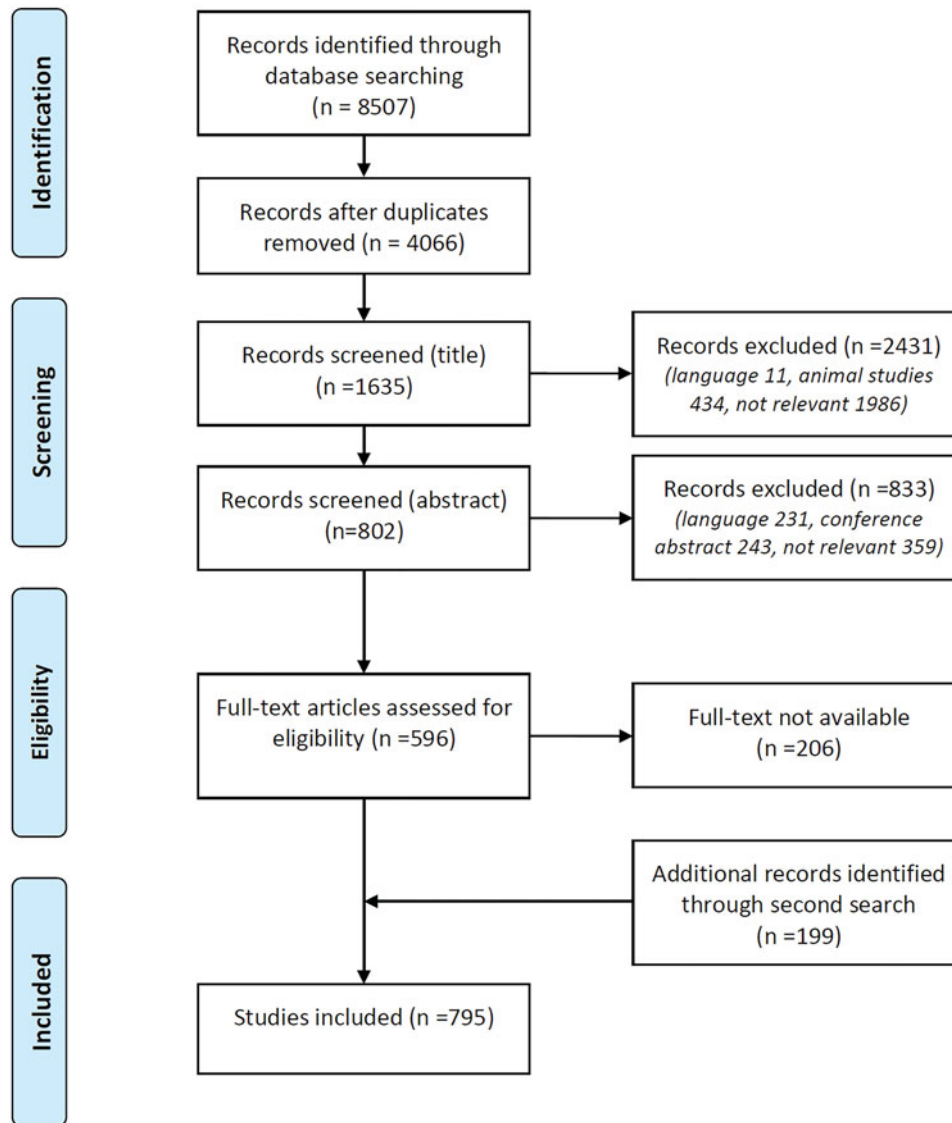 Identification
Records identified through
database searching
(n = 8507)
Records after duplicates
removed (n = 4066)
Screening
Records screened (title)
(n =1635)
Records excluded (n =2431)
(language 11, animal studies
434, not relevant 1986)
Records screened (abstract)
(n=802)
Records excluded (n =833)
(language 231, conference
abstract 243, not relevant 359)
Eligibility
Full-text articles assessed for
eligibility (n =596)
Full-text not available
(n =206)
Included
Additional records identified
through second search
(n =199)
Studies included (n =795)